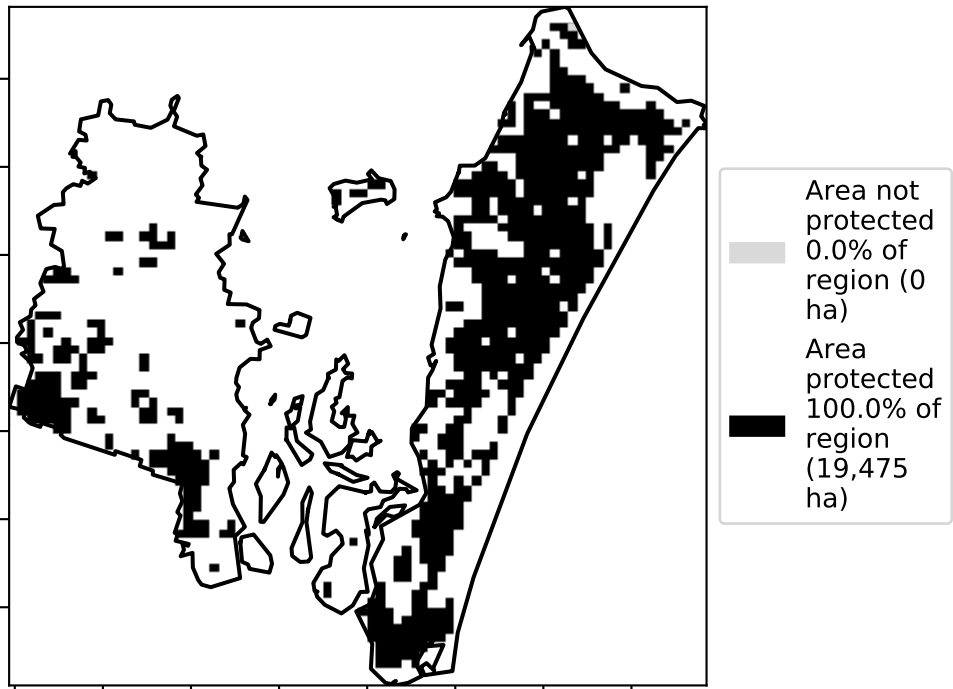 Area not
protected
0.0% of
region (0
ha)
Area
protected
100.0% of
region
(19,475
ha)